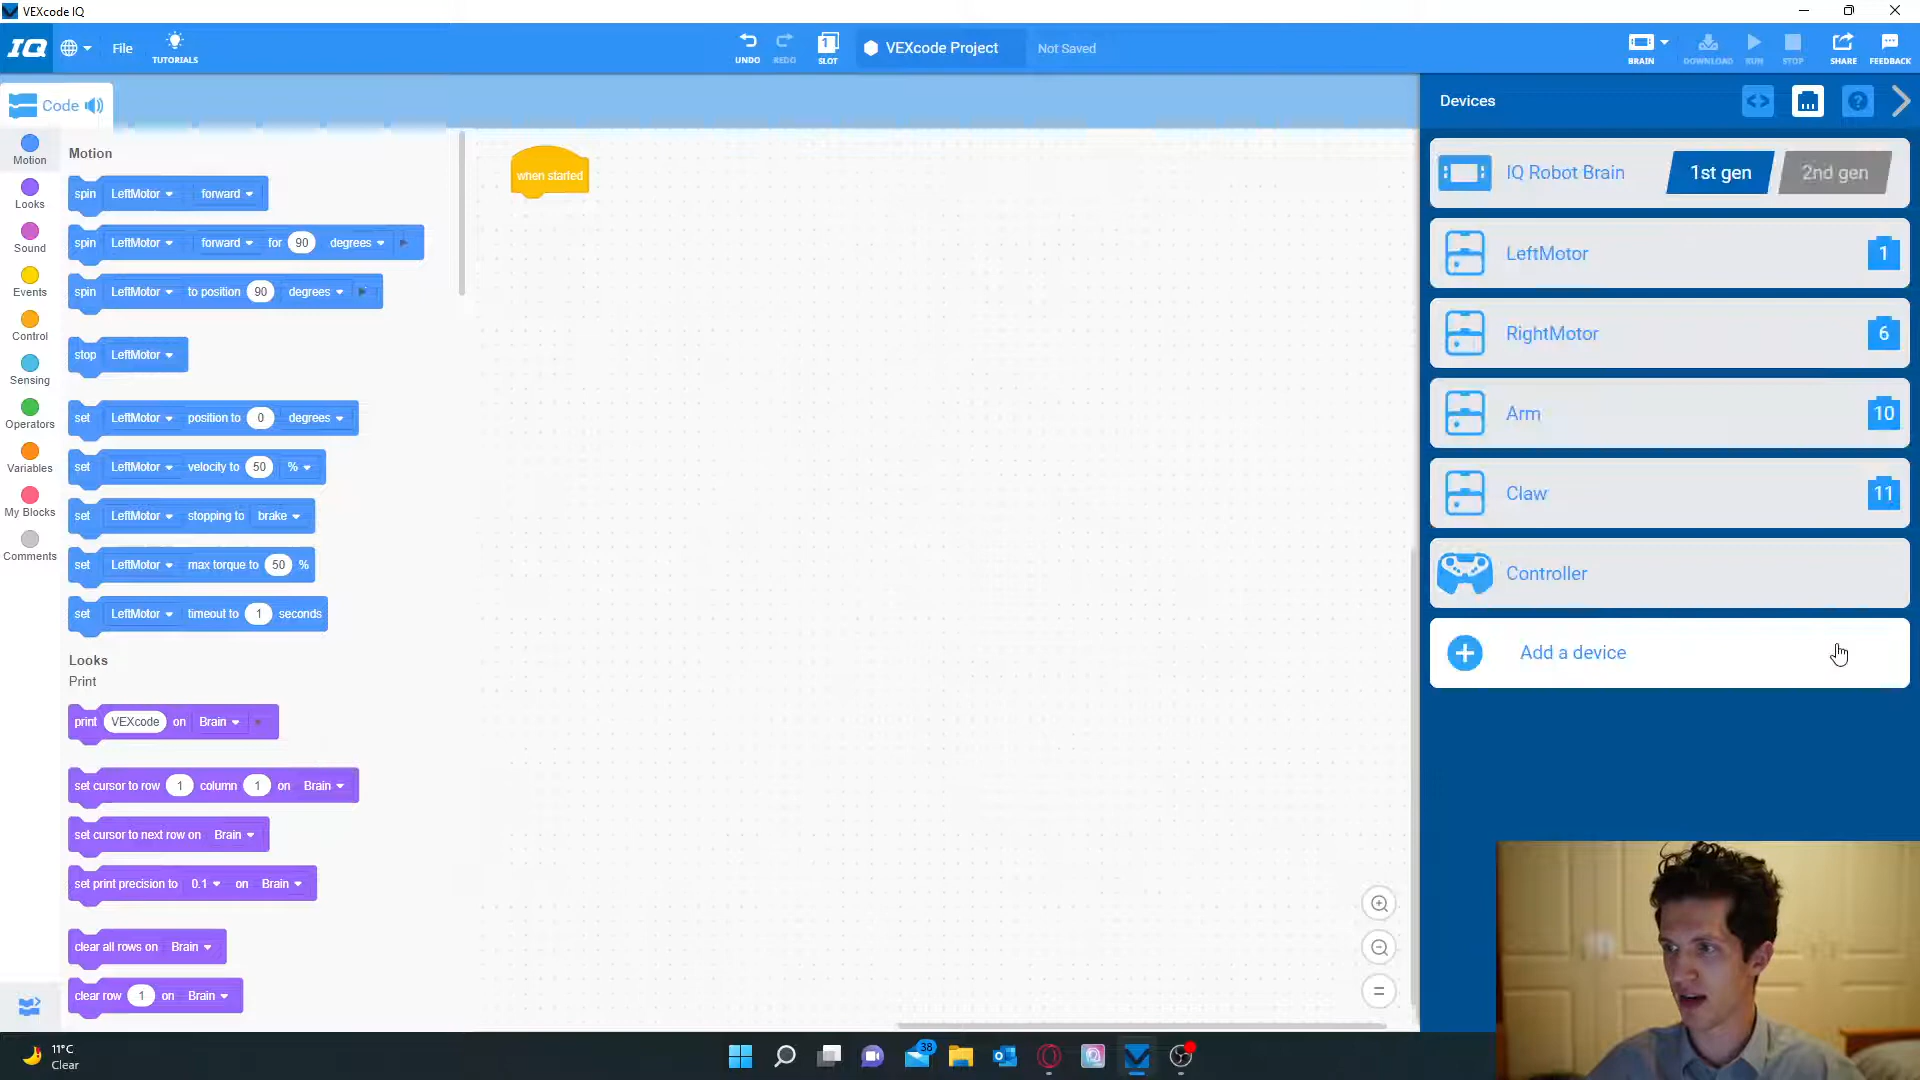 VEXcode IQ
IQ
File
TUTORIALS
UNDO
REDO
1
SLOT
VEXcode Project
Not Saved
BRAIN
DOWNLOAD
RUN
STOP
SHARE
FEEDBACK
Code
Motion
Looks
Sound
Events
Control
Sensing
Operators
Variables
My Blocks
Comments
Motion
spin LeftMotor forward
spin LeftMotor forward for 90 degrees
spin LeftMotor to position 90 degrees
stop LeftMotor
set LeftMotor position to 0 degrees
set LeftMotor velocity to 50 %
set LeftMotor stopping to brake
set LeftMotor max torque to 50 %
set LeftMotor timeout to 1 seconds
Looks
Print
print VEXcode on Brain
set cursor to row 1 column 1 on Brain
set cursor to next row on Brain
set print precision to 0.1 on Brain
clear all rows on Brain
clear row 1 on Brain
when started
Devices
?
IQ Robot Brain 1st gen 2nd gen
LeftMotor 1
RightMotor 6
Arm 10
Claw 11
Controller
Add a device
11°C
Clear
38